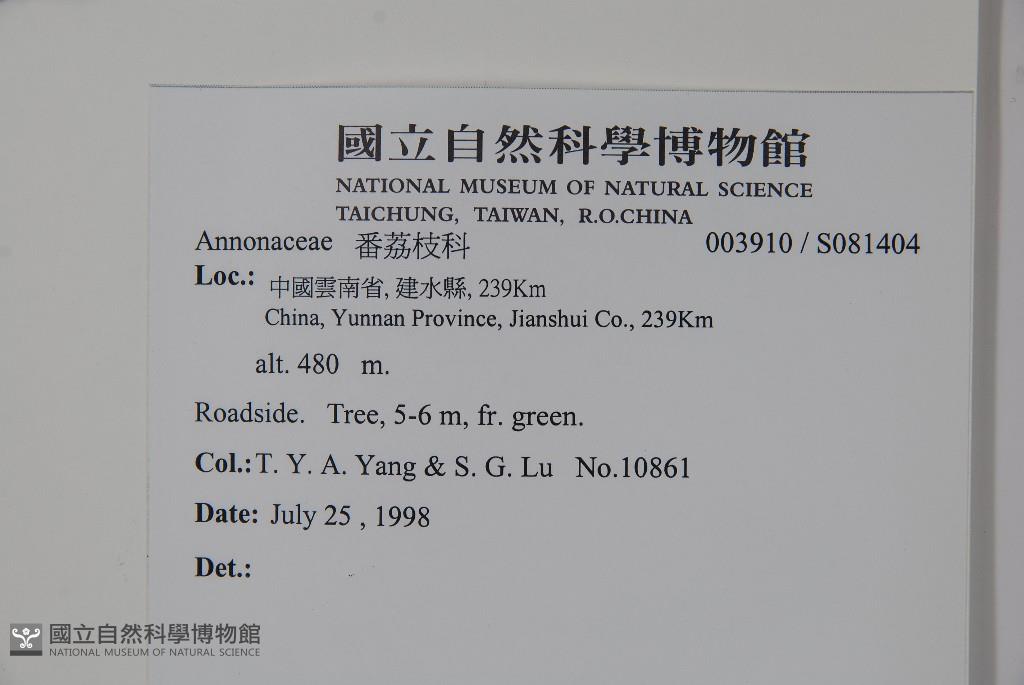 國立自然科學博物館
NATIONAL MUSEUM OF NATURAL SCIENCE
TAICHUNG, TAIWAN, R.O.CHINA
Annonaceae 番荔枝科 003910 / S081404
Loc.: 中國雲南省, 建水縣, 239Km
China, Yunnan Province, Jianshui Co., 239Km
alt. 480 m.
Roadside. Tree, 5-6 m, fr. green.
Col.: T. Y. A. Yang & S. G. Lu No.10861
Date: July 25 , 1998
Det.:
國立自然科學博物館
NATIONAL MUSEUM OF NATURAL SCIENCE